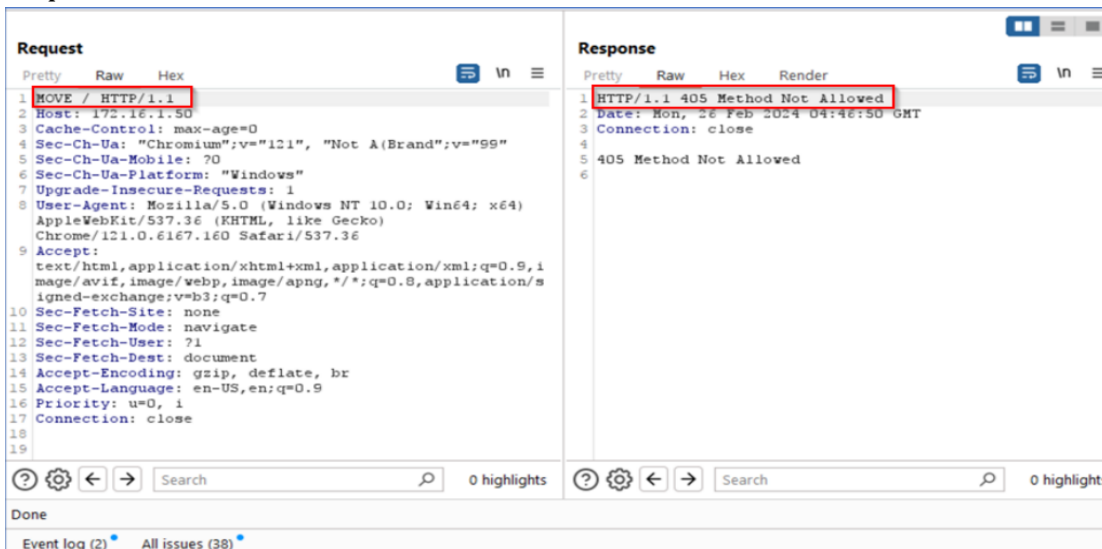 Request
Pretty Raw Hex
\n
1 MOVE / HTTP/1.1
2 Host: 172.16.1.50
3 Cache-Control: max-age=0
4 Sec-Ch-Ua: "Chromium";v="121", "Not A(Brand";v="99"
5 Sec-Ch-Ua-Mobile: ?0
6 Sec-Ch-Ua-Platform: "Windows"
7 Upgrade-Insecure-Requests: 1
8 User-Agent: Mozilla/5.0 (Windows NT 10.0; Win64; x64)
AppleWebKit/537.36 (KHTML, like Gecko)
Chrome/121.0.6167.160 Safari/537.36
9 Accept:
text/html,application/xhtml+xml,application/xml;q=0.9,i
mage/avif,image/webp,image/apng,*/*;q=0.8,application/s
igned-exchange;v=b3;q=0.7
10 Sec-Fetch-Site: none
11 Sec-Fetch-Mode: navigate
12 Sec-Fetch-User: ?1
13 Sec-Fetch-Dest: document
14 Accept-Encoding: gzip, deflate, br
15 Accept-Language: en-US,en;q=0.9
16 Priority: u=0, i
17 Connection: close
18
19
Search
0 highlights
Response
Pretty Raw Hex Render
\n
1 HTTP/1.1 405 Method Not Allowed
2 Date: Mon, 26 Feb 2024 04:46:50 GMT
3 Connection: close
4
5 405 Method Not Allowed
6
Search
0 highlight
Done
Event log (2) All issues (38)